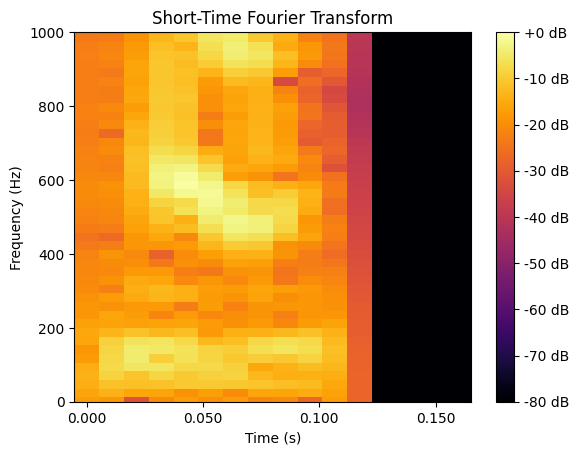 Short-Time Fourier Transform
1000
800
600
400
200
0
Frequency (Hz)
0.000
0.050
0.100
0.150
Time (s)
+0 dB
-10 dB
-20 dB
-30 dB
-40 dB
-50 dB
-60 dB
-70 dB
-80 dB